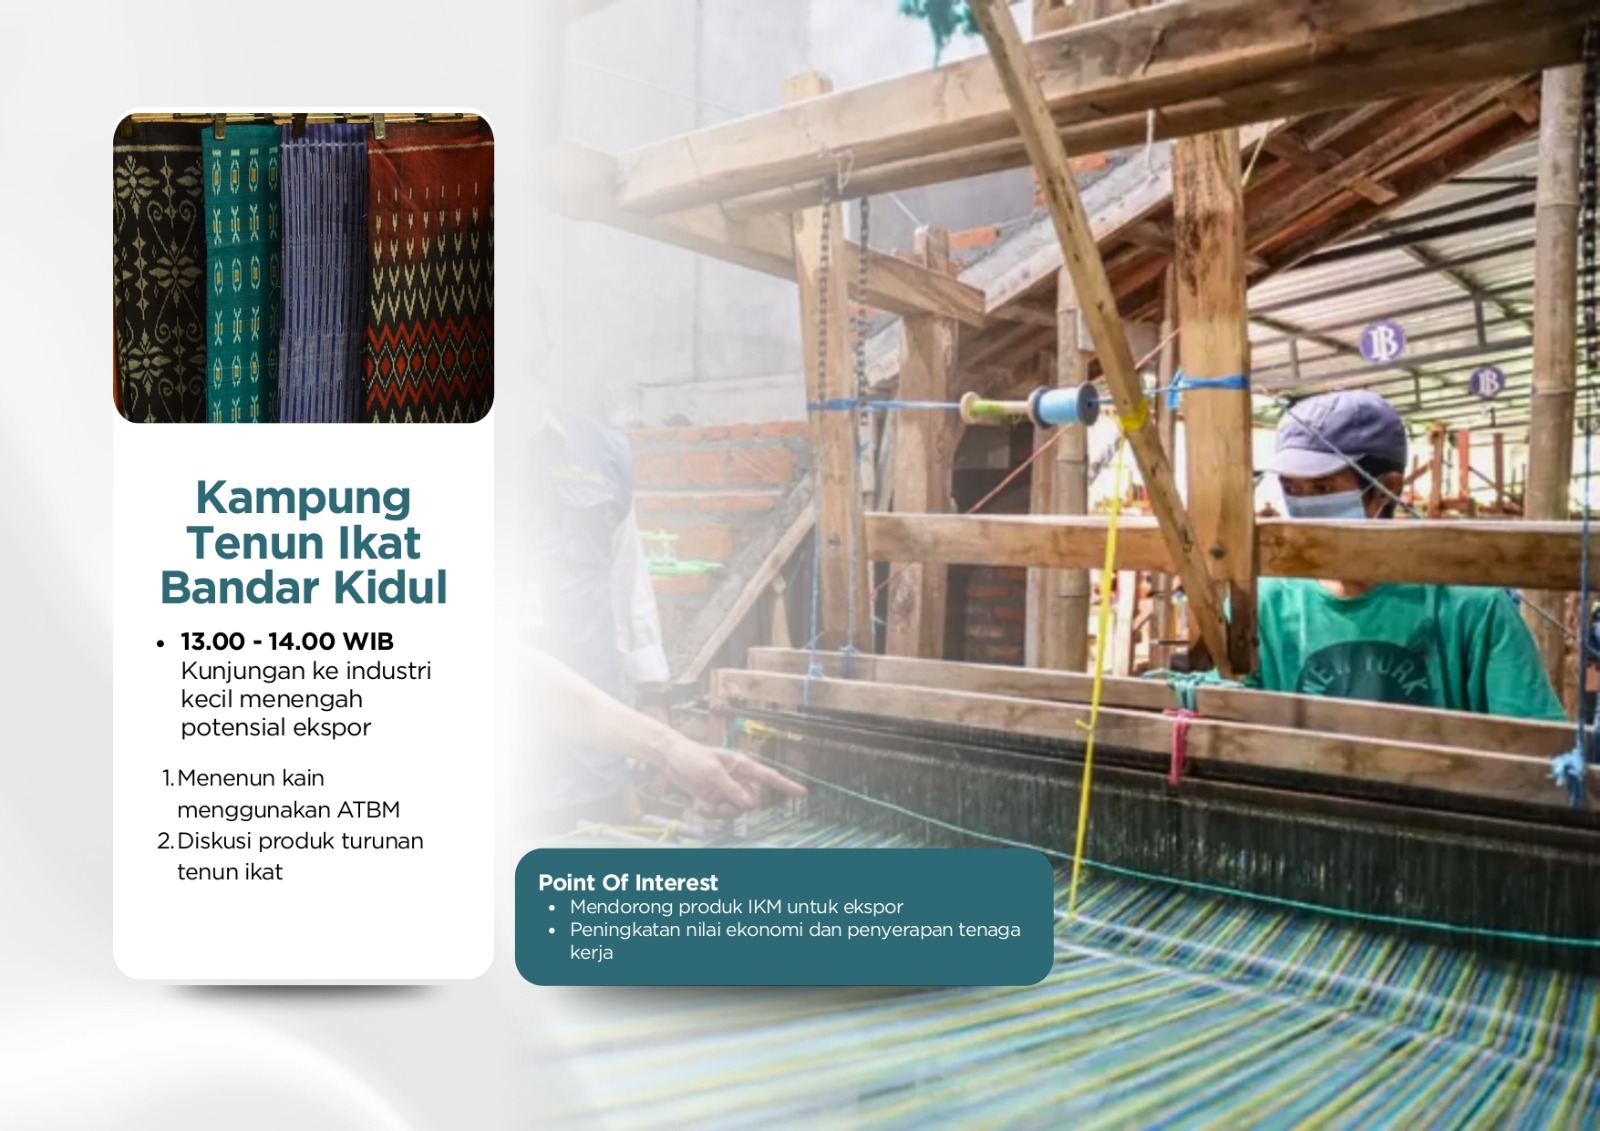 Kampung
Tenun Ikat
Bandar Kidul
• 13.00 - 14.00 WIB
Kunjungan ke industri
kecil menengah
potensial ekspor
1. Menenun kain
menggunakan ATBM
2. Diskusi produk turunan
tenun ikat
Point Of Interest
• Mendorong produk IKM untuk ekspor
• Peningkatan nilai ekonomi dan penyerapan tenaga
kerja
NEW YORK